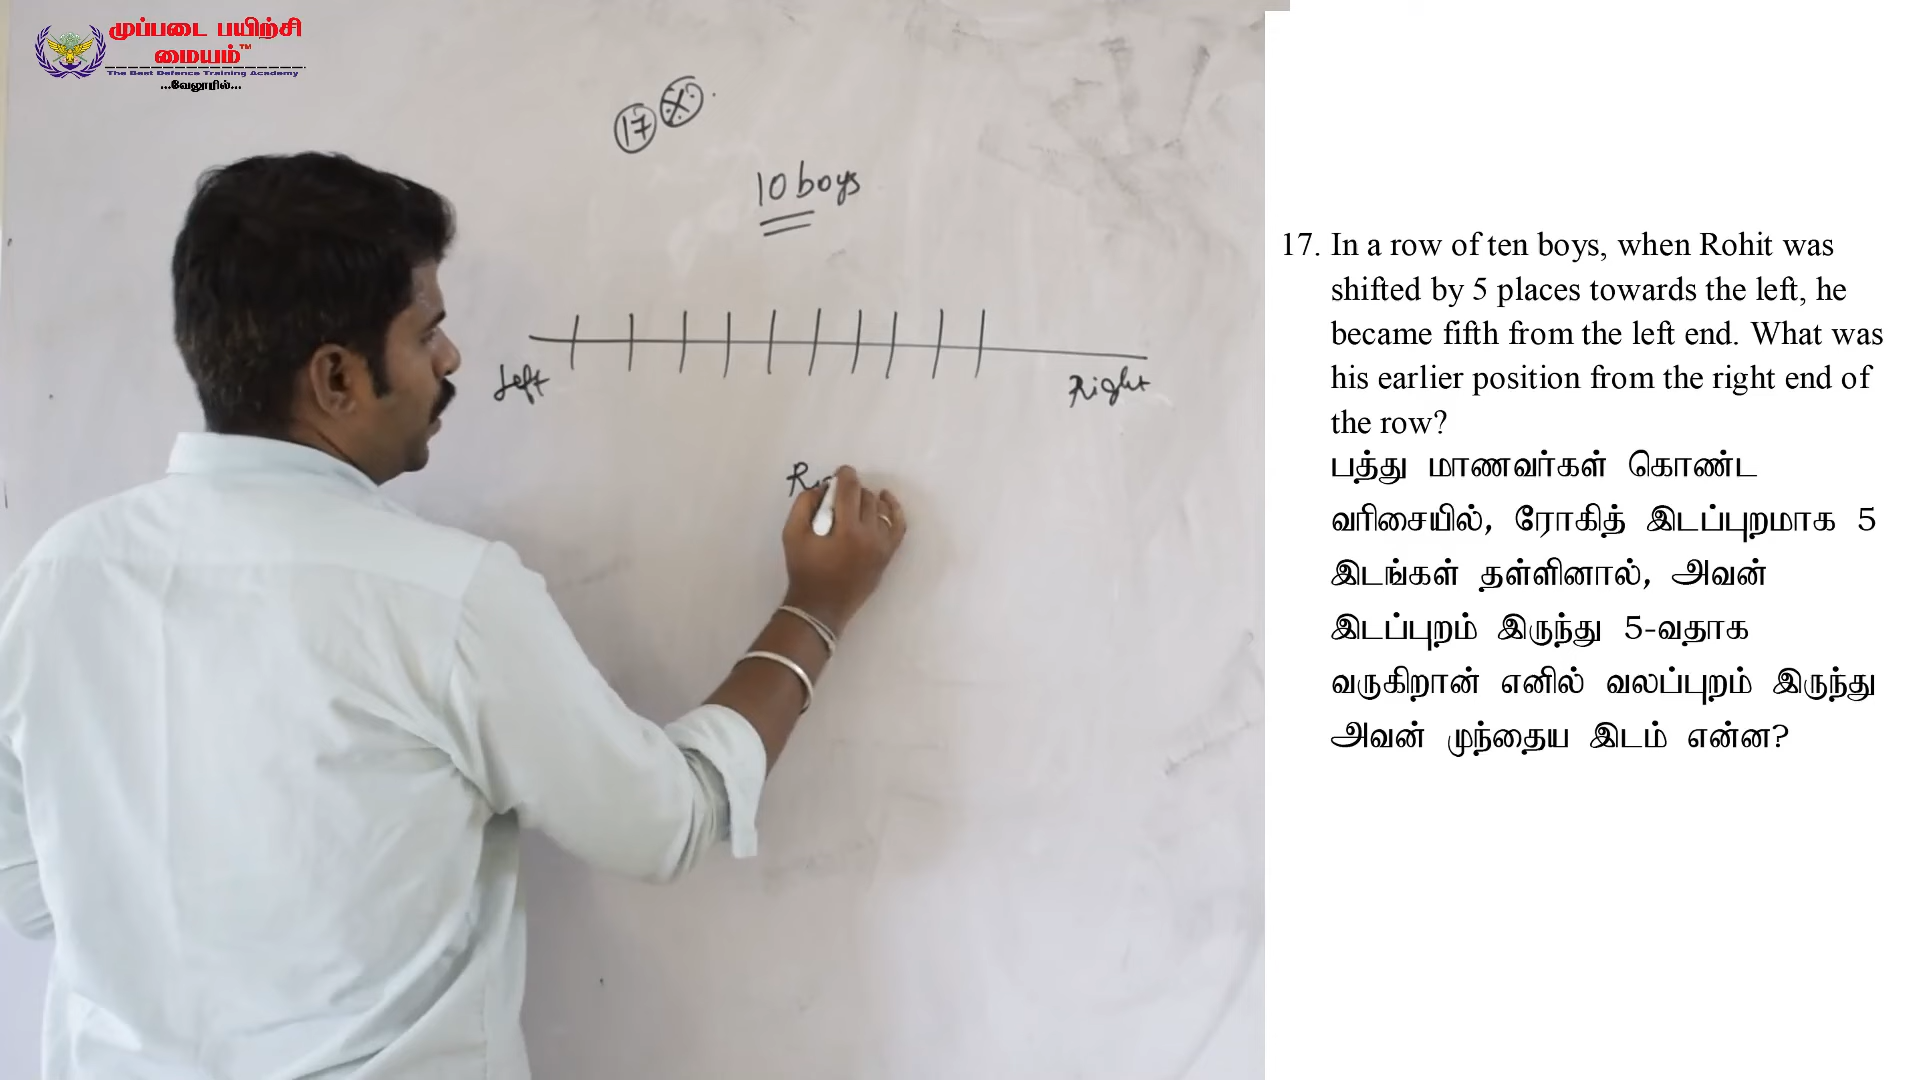 முப்படை பயிற்சி
மையம்™
The Best Defence Training Academy
...வேலூரில்...
17
10 boys
Left
Right
17. In a row of ten boys, when Rohit was
shifted by 5 places towards the left, he
became fifth from the left end. What was
his earlier position from the right end of
the row?
பத்து மாணவர்கள் கொண்ட
வரிசையில், ரோகித் இடப்புறமாக 5
இடங்கள் தள்ளினால், அவன்
இடப்புறம் இருந்து 5-வதாக
வருகிறான் எனில் வலப்புறம் இருந்து
அவன் முந்தைய இடம் என்ன?